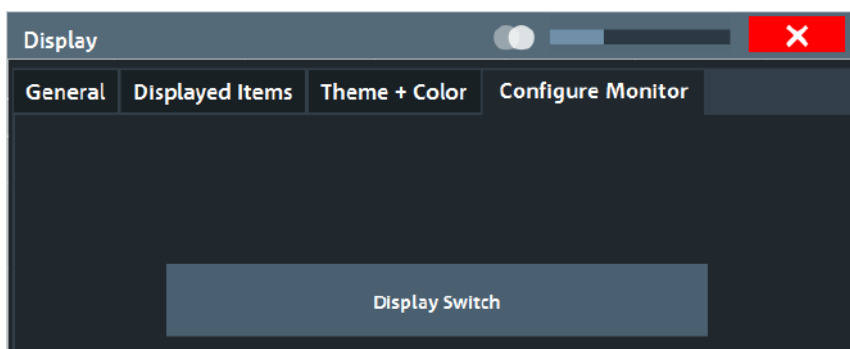 Display
General Displayed Items Theme + Color Configure Monitor
Display Switch